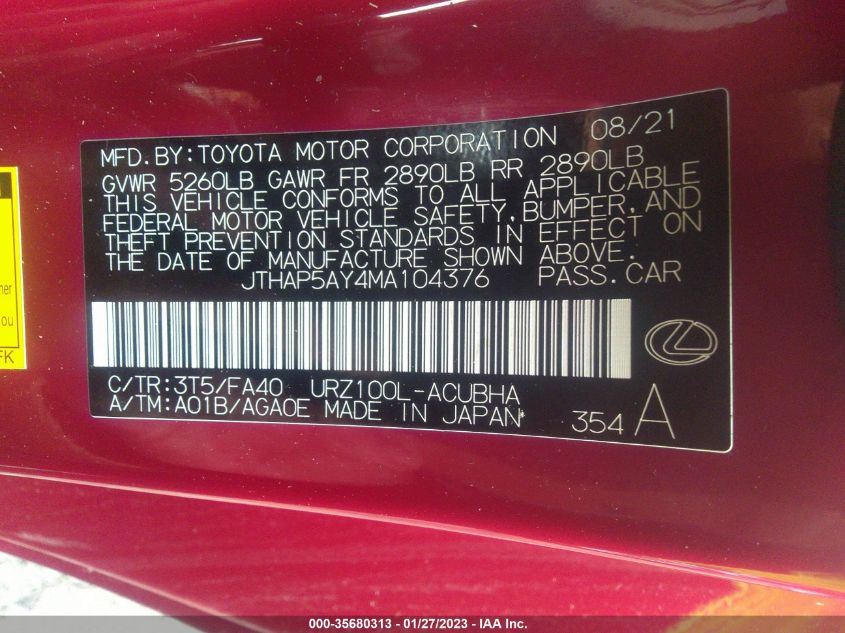 MFD.BY:TOYOTA MOTOR CORPORATION 08/21
GVWR 5260LB GAWR FR 2890LB RR 2890LB
THIS VEHICLE CONFORMS TO ALL APPLICABLE
FEDERAL MOTOR VEHICLE SAFETY,BUMPER,AND
THEFT PREVENTION STANDARDS IN EFFECT ON
THE DATE OF MANUFACTURE SHOWN ABOVE.
JTHAP5AY4MA104376 PASS.CAR
C/TR:3T5/FA40 URZ100L-ACUBHA
A/TM:A01B/AGA0E MADE IN JAPAN
354 A
ou
FK
000-35680313 - 01/27/2023 - IAA Inc.